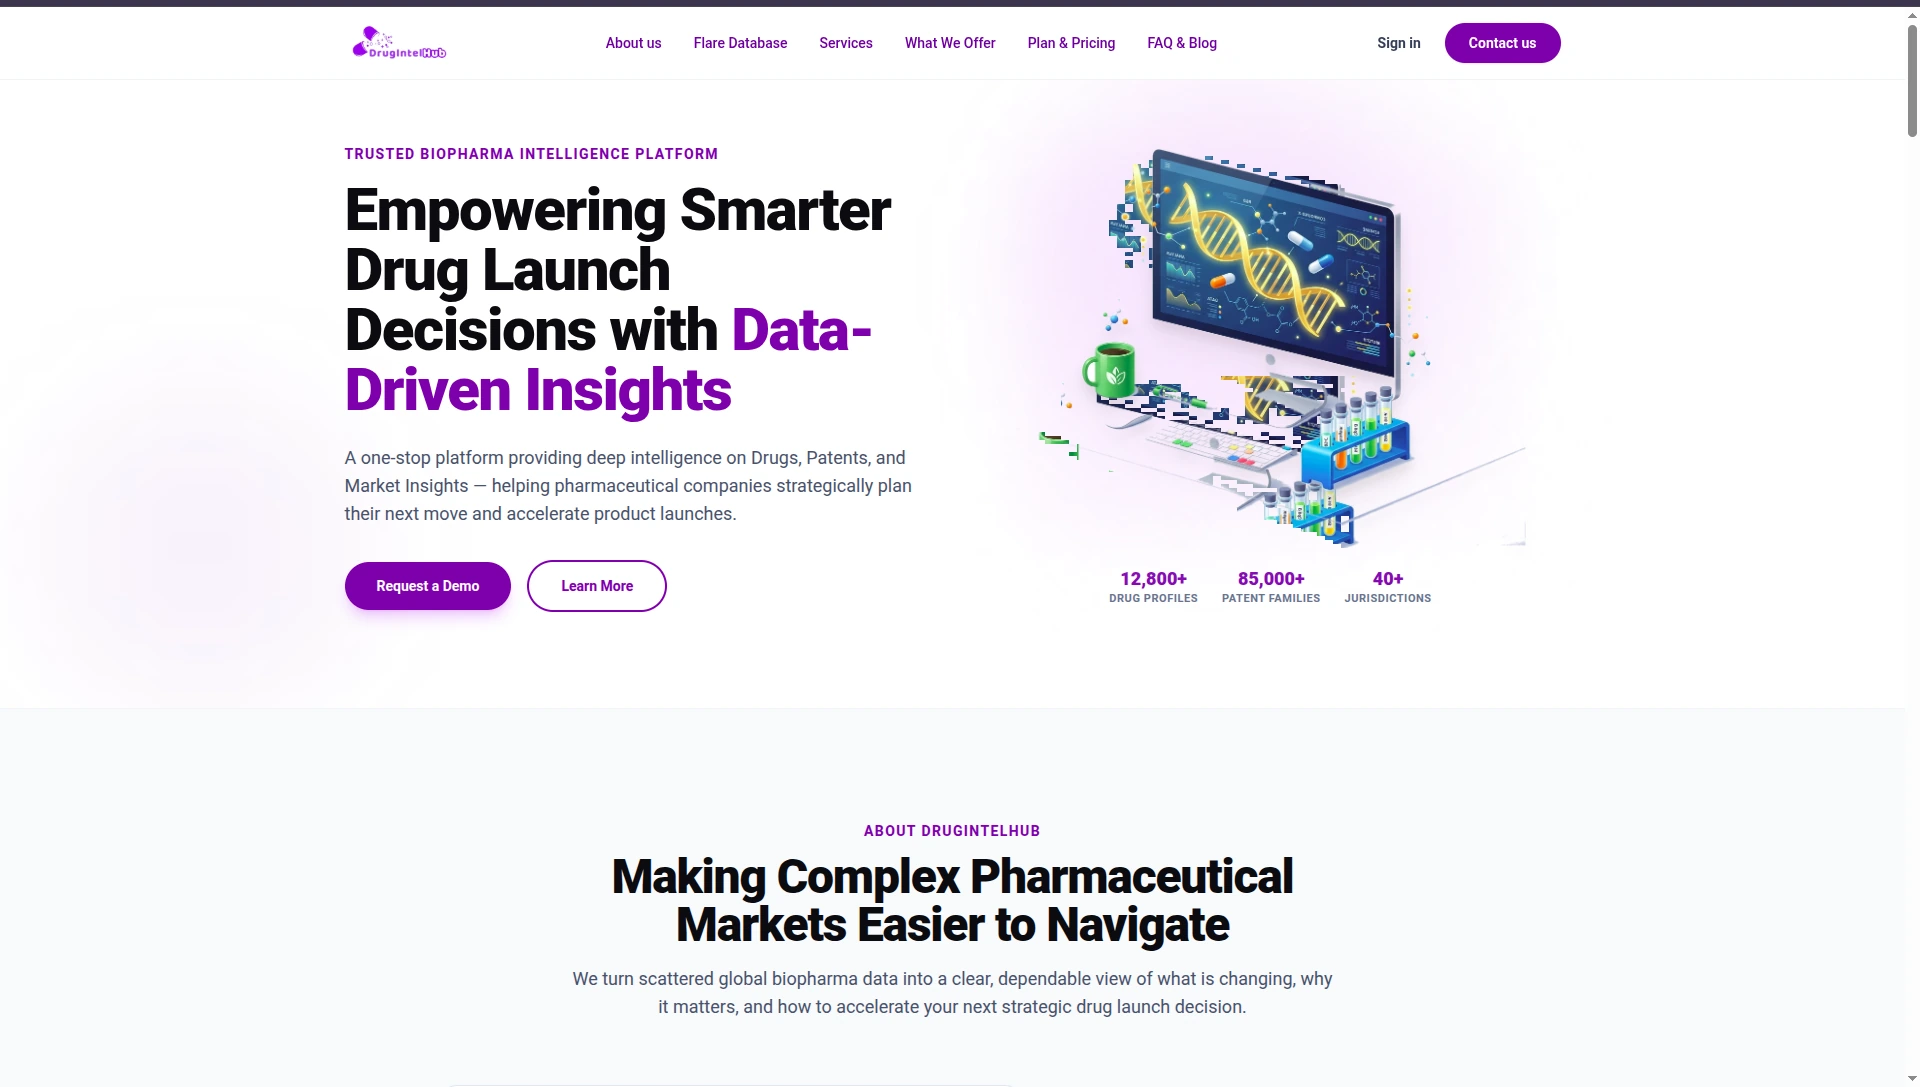 DrugIntelHub
About us
Flare Database
Services
What We Offer
Plan & Pricing
FAQ & Blog
Sign in
Contact us
TRUSTED BIOPHARMA INTELLIGENCE PLATFORM
Empowering Smarter
Drug Launch
Decisions with Data-
Driven Insights
A one-stop platform providing deep intelligence on Drugs, Patents, and
Market Insights — helping pharmaceutical companies strategically plan
their next move and accelerate product launches.
Request a Demo
Learn More
12,800+
DRUG PROFILES
85,000+
PATENT FAMILIES
40+
JURISDICTIONS
ABOUT DRUGINTELHUB
Making Complex Pharmaceutical
Markets Easier to Navigate
We turn scattered global biopharma data into a clear, dependable view of what is changing, why
it matters, and how to accelerate your next strategic drug launch decision.